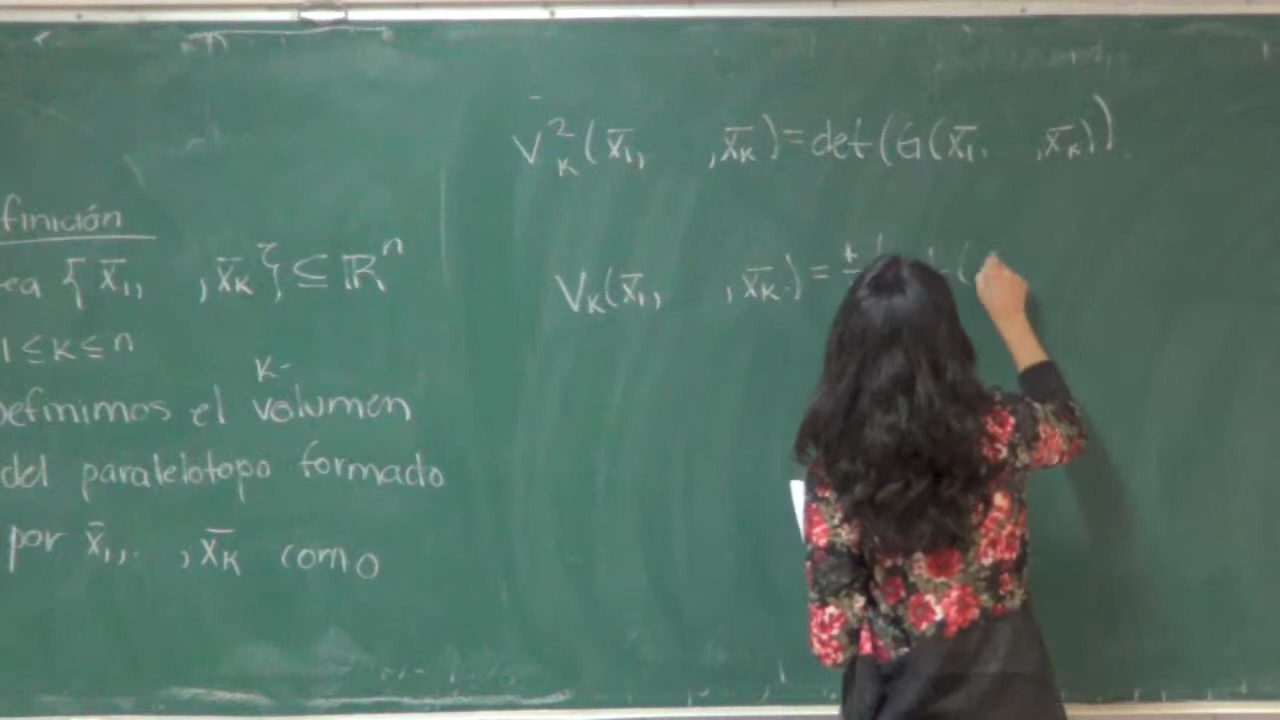 finición
ea {x̄₁, , x̄ₖ} ⊆ ℝⁿ
1 ≤ k ≤ n
Definimos el k-volumen
del paralelotopo formado
por x̄₁, , x̄ₖ como
V²ₖ(x̄₁, , x̄ₖ) = det(G(x̄₁, , x̄ₖ)).
Vₖ(x̄₁, , x̄ₖ) =